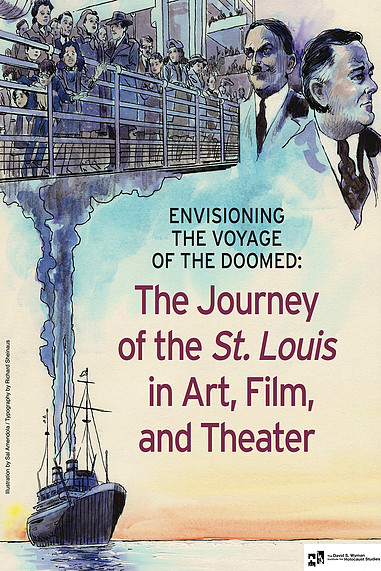 ENVISIONING
THE VOYAGE
OF THE DOOMED:
The Journey
of the St. Louis
in Art, Film,
and Theater
Illustration by Sal Amendola / Typography by Richard Sheinaus
The David S. Wyman
Institute for
Holocaust Studies